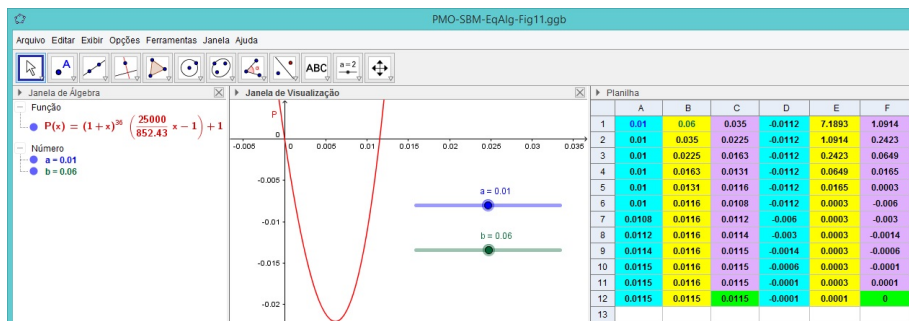 PMO-SBM-EqAlg-Fig11.ggb
Arquivo Editar Exibir Opções Ferramentas Janela Ajuda
A ABC a=2
Janela de Álgebra
Função
P(x) = (1 + x)^36 (25000/852.43 x − 1) + 1
Número
a = 0.01
b = 0.06
Janela de Visualização
P
0
-0.005 0 0.005 0.01 0.015 0.02 0.025 0.03 0.035
-0.005
-0.01
-0.015
-0.02
a = 0.01
b = 0.06
Planilha
A B C D E F
1 0.01 0.06 0.035 -0.0112 7.1893 1.0914
2 0.01 0.035 0.0225 -0.0112 1.0914 0.2423
3 0.01 0.0225 0.0163 -0.0112 0.2423 0.0649
4 0.01 0.0163 0.0131 -0.0112 0.0649 0.0165
5 0.01 0.0131 0.0116 -0.0112 0.0165 0.0003
6 0.01 0.0116 0.0108 -0.0112 0.0003 -0.006
7 0.0108 0.0116 0.0112 -0.006 0.0003 -0.003
8 0.0112 0.0116 0.0114 -0.003 0.0003 -0.0014
9 0.0114 0.0116 0.0115 -0.0014 0.0003 -0.0006
10 0.0115 0.0116 0.0115 -0.0006 0.0003 -0.0001
11 0.0115 0.0116 0.0115 -0.0001 0.0003 0.0001
12 0.0115 0.0115 0.0115 -0.0001 0.0001 0
13